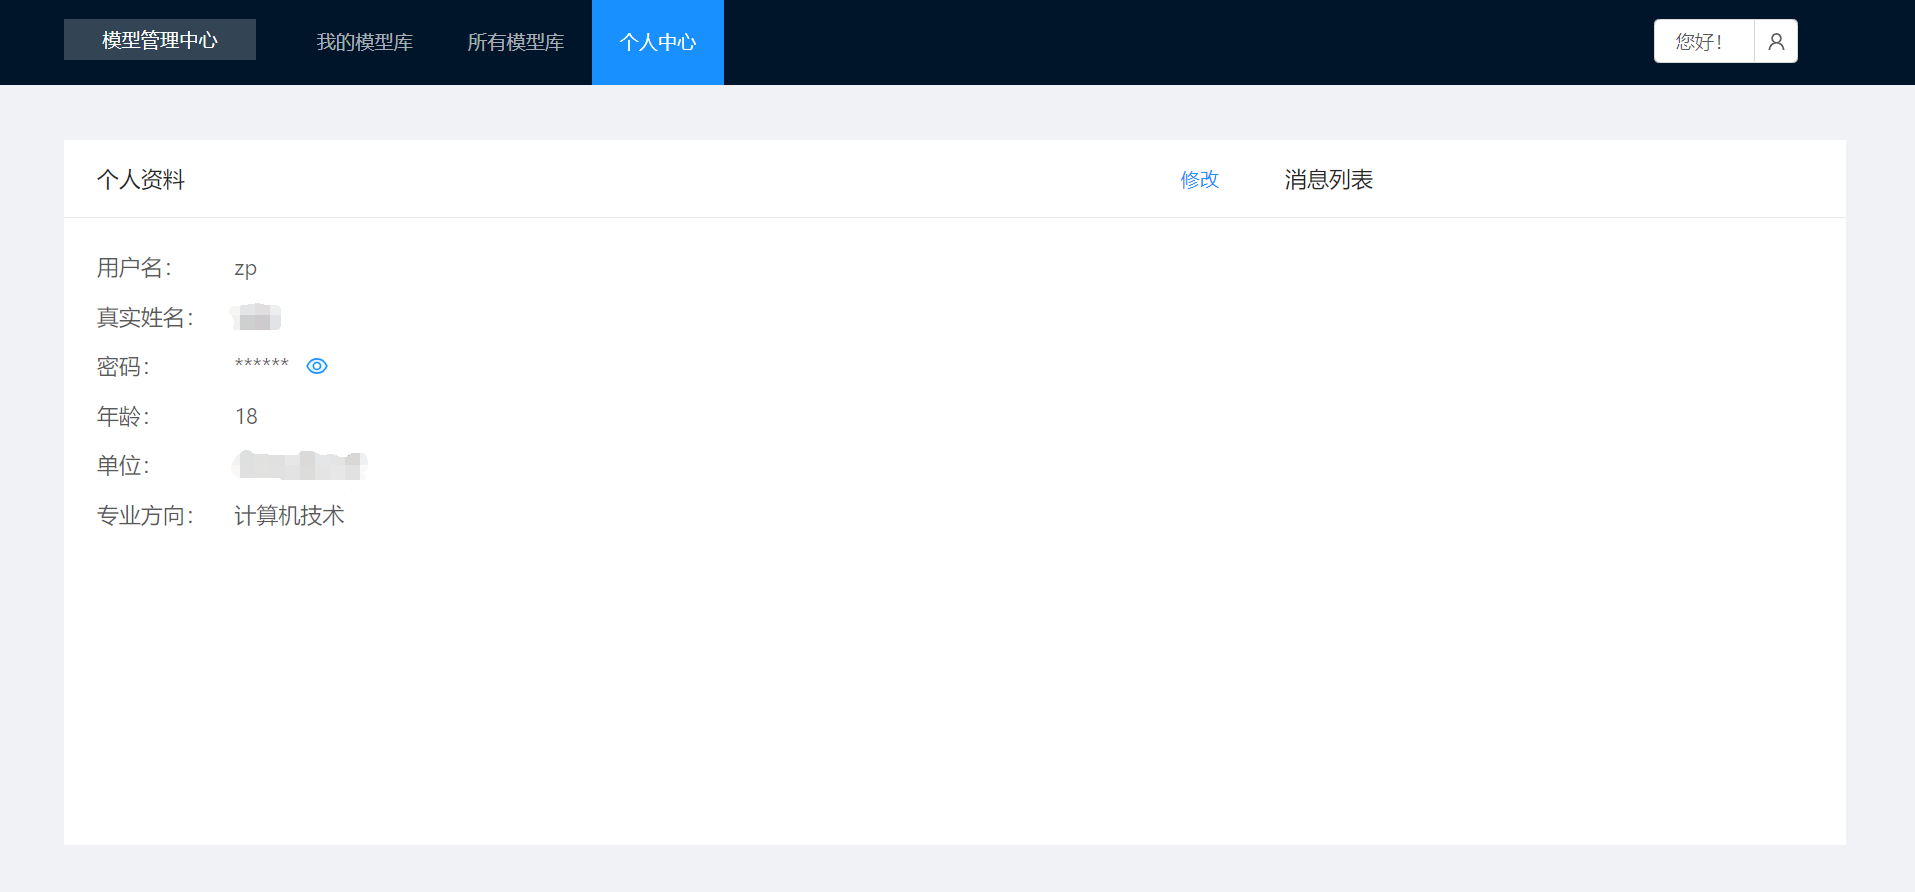 模型管理中心 我的模型库 所有模型库 个人中心 您好！
个人资料 修改 消息列表
用户名： zp
真实姓名：
密码： ******
年龄： 18
单位：
专业方向： 计算机技术